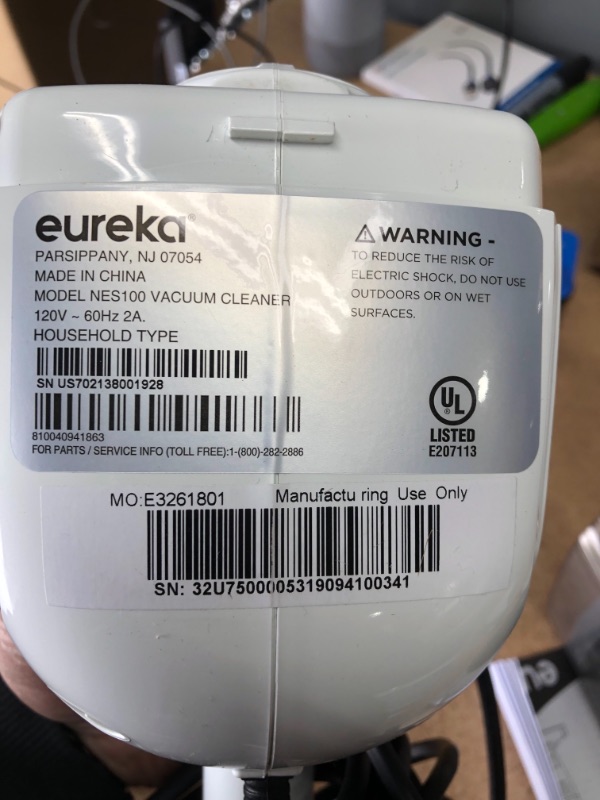 eureka®
PARSIPPANY, NJ 07054
MADE IN CHINA
MODEL NES100 VACUUM CLEANER
120V ~ 60Hz 2A.
HOUSEHOLD TYPE
SN US702138001928
810040941863
FOR PARTS / SERVICE INFO (TOLL FREE):1-(800)-282-2886
⚠WARNING -
TO REDUCE THE RISK OF
ELECTRIC SHOCK, DO NOT USE
OUTDOORS OR ON WET
SURFACES.
UL
LISTED
E207113
MO:E3261801 Manufactu ring Use Only
SN: 32U7500005319094100341